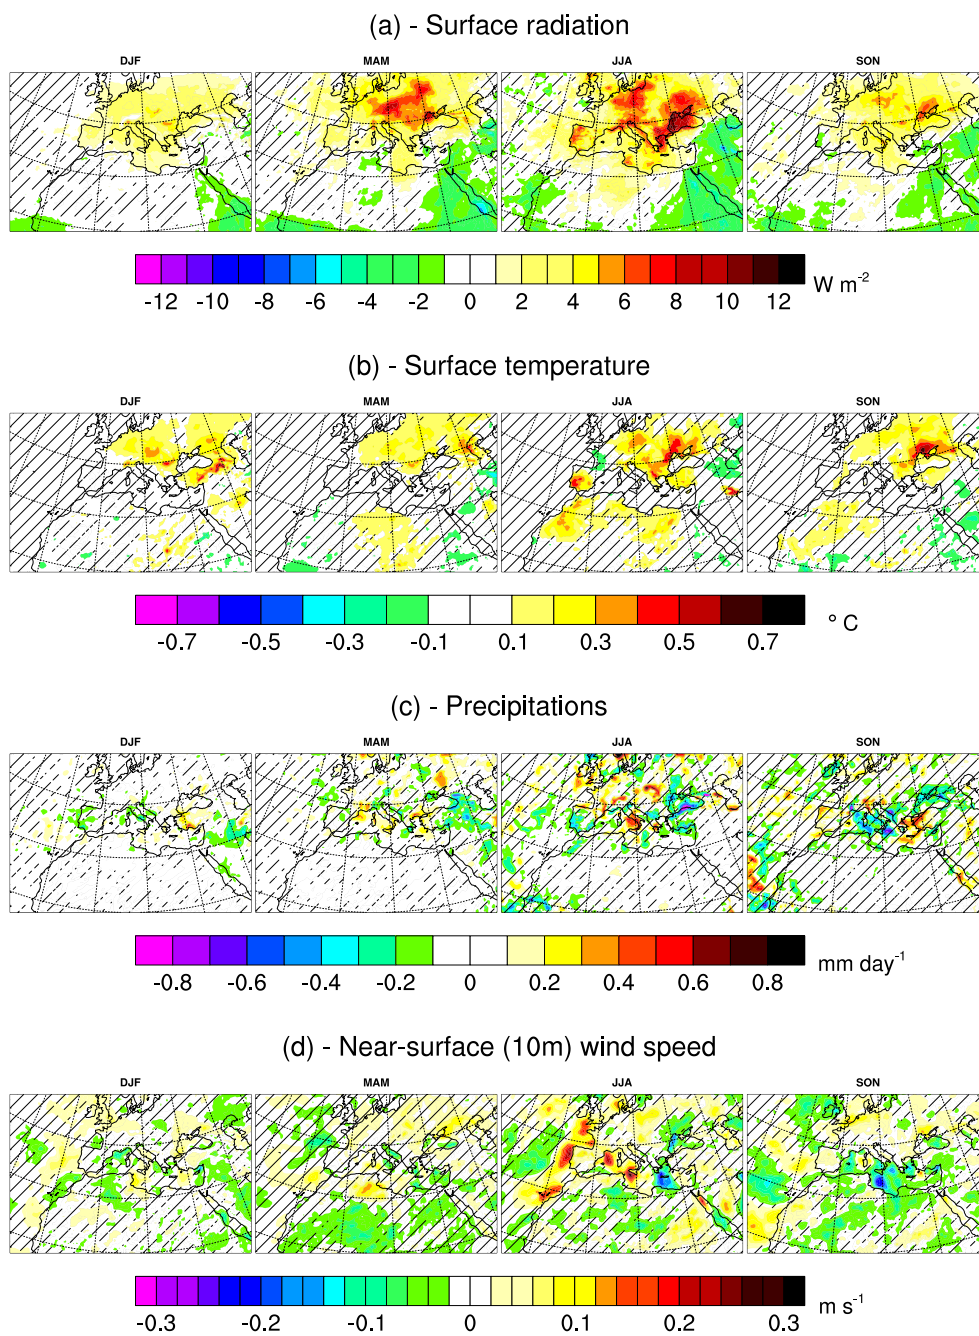 (a) - Surface radiation
DJF MAM JJA SON
-12 -10 -8 -6 -4 -2 0 2 4 6 8 10 12 W m-2
(b) - Surface temperature
DJF MAM JJA SON
-0.7 -0.5 -0.3 -0.1 0.1 0.3 0.5 0.7 ° C
(c) - Precipitations
DJF MAM JJA SON
-0.8 -0.6 -0.4 -0.2 0 0.2 0.4 0.6 0.8 mm day-1
(d) - Near-surface (10m) wind speed
DJF MAM JJA SON
-0.3 -0.2 -0.1 0 0.1 0.2 0.3 m s-1